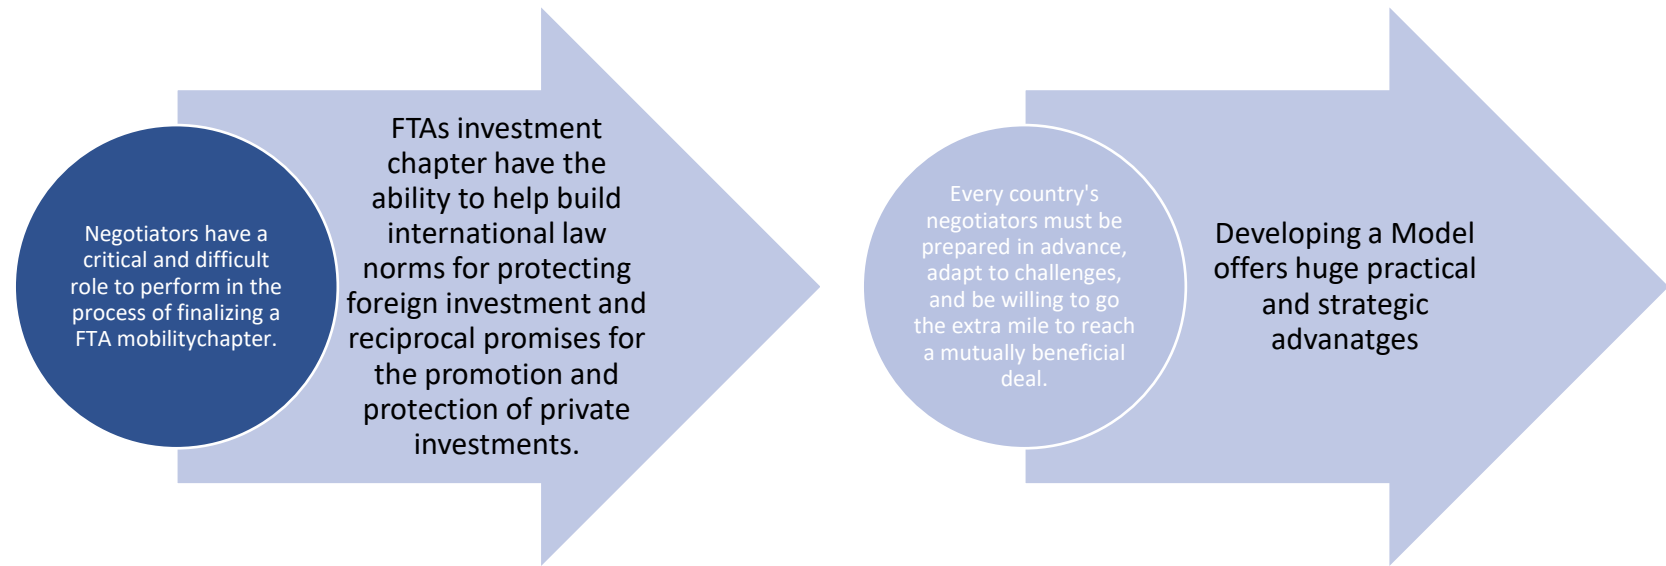 Negotiators have a
critical and difficult
role to perform in the
process of finalizing a
FTA mobilitychapter.
FTAs investment
chapter have the
ability to help build
international law
norms for protecting
foreign investment and
reciprocal promises for
the promotion and
protection of private
investments.
Every country's
negotiators must be
prepared in advance,
adapt to challenges,
and be willing to go
the extra mile to reach
a mutually beneficial
deal.
Developing a Model
offers huge practical
and strategic
advanatges